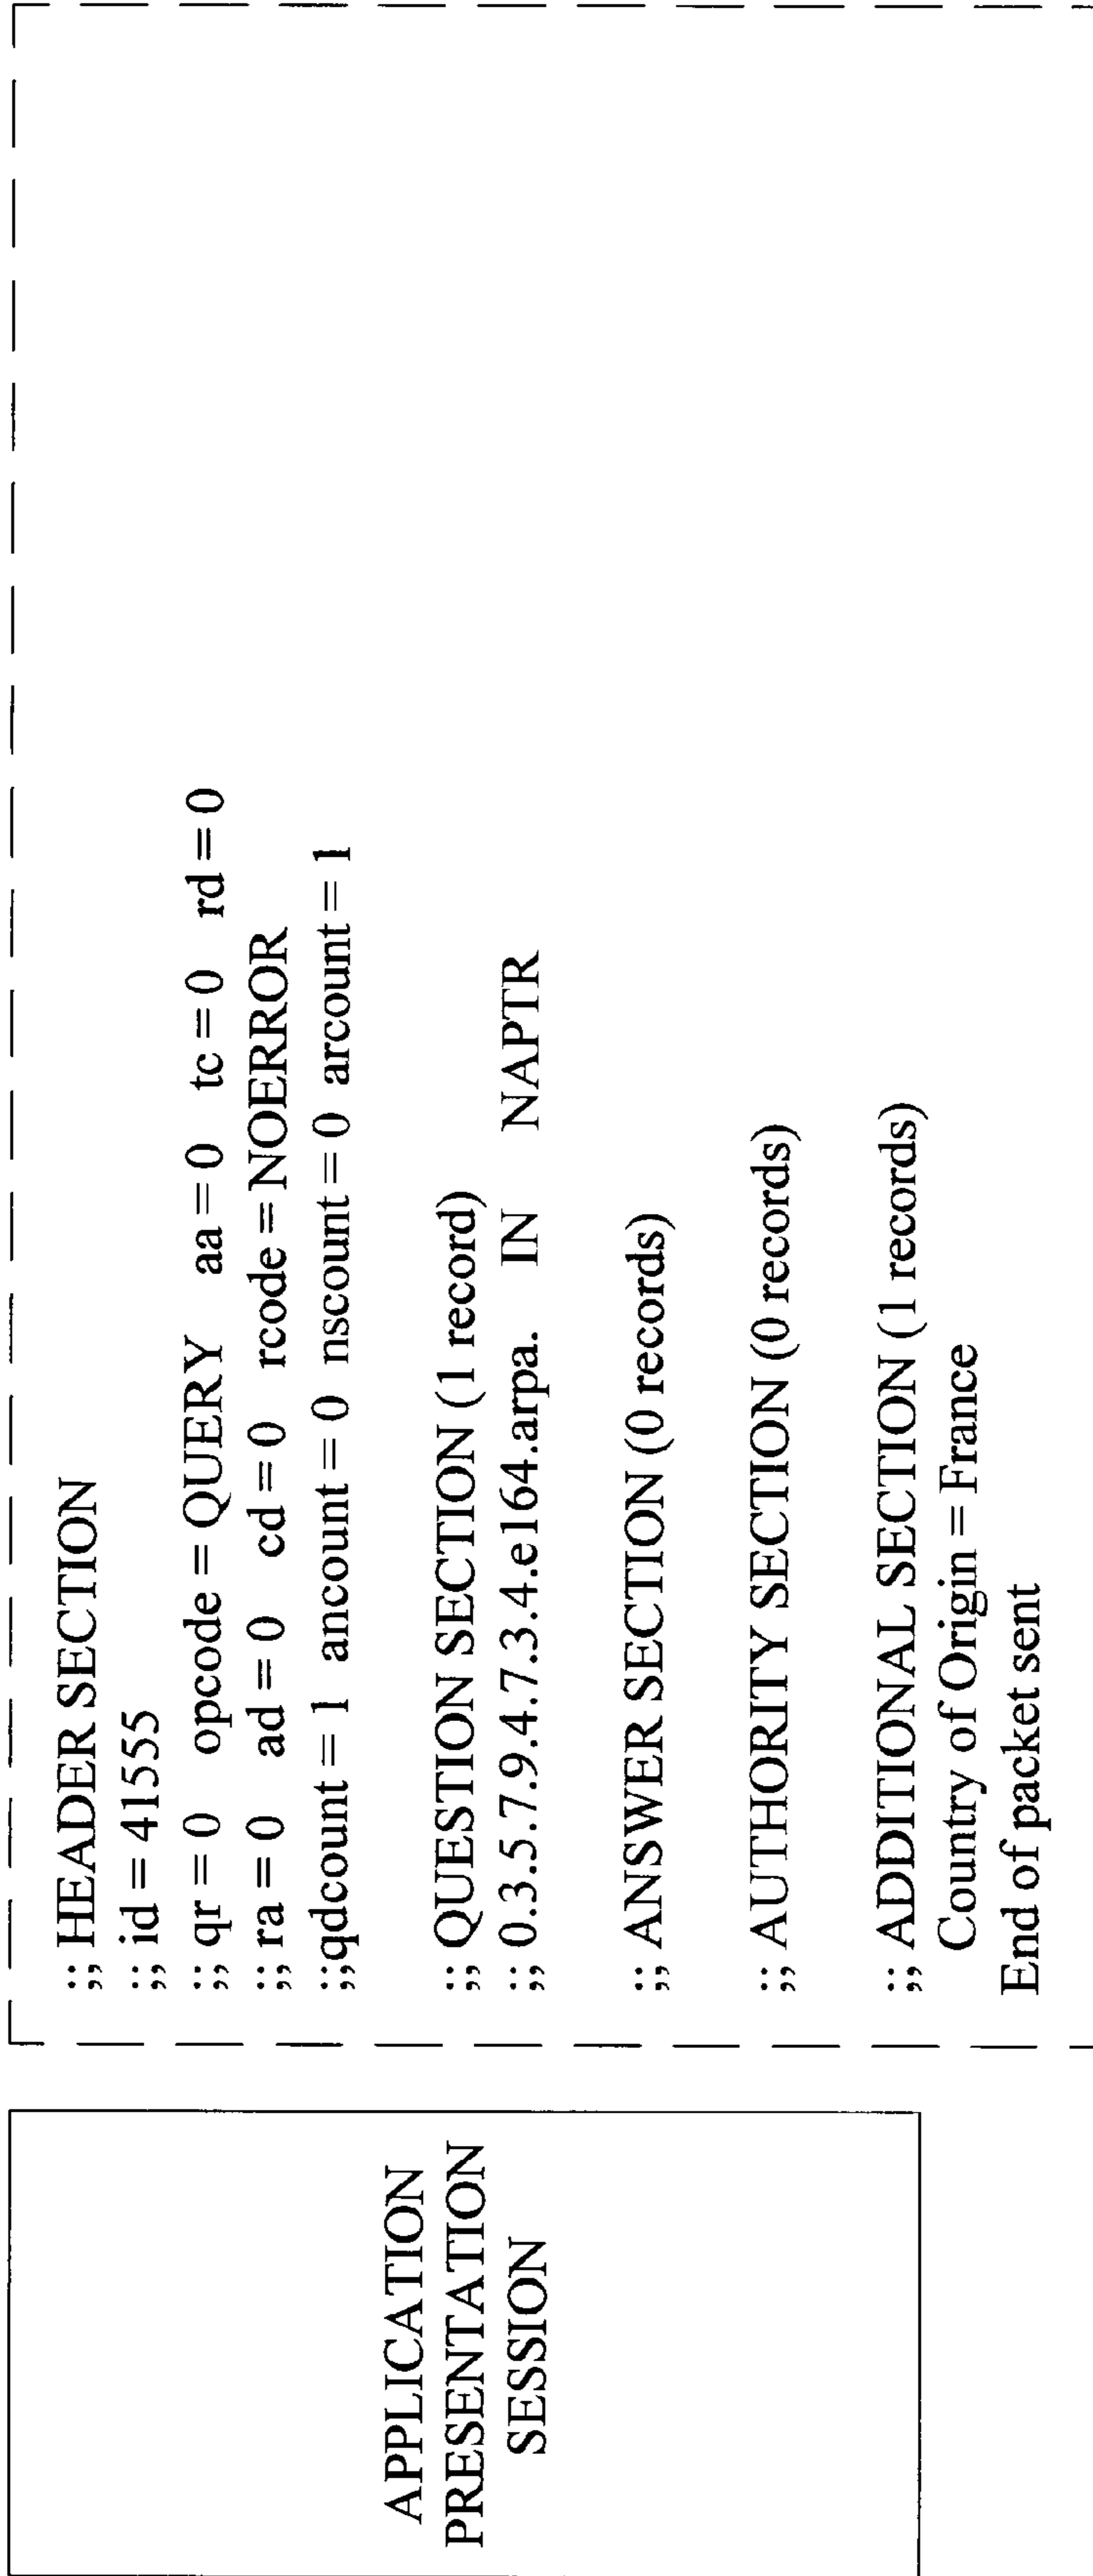 APPLICATION
PRESENTATION
SESSION
;; HEADER SECTION
;; id = 41555
;; qr = 0 opcode = QUERY aa = 0 tc = 0 rd = 0
;; ra = 0 ad = 0 cd = 0 rcode = NOERROR
;;qdcount = 1 ancount = 0 nscount = 0 arcount = 1
;; QUESTION SECTION (1 record)
;; 0.3.5.7.9.4.7.3.4.e164.arpa. IN NAPTR
;; ANSWER SECTION (0 records)
;; AUTHORITY SECTION (0 records)
;; ADDITIONAL SECTION (1 records)
Country of Origin = France
End of packet sent